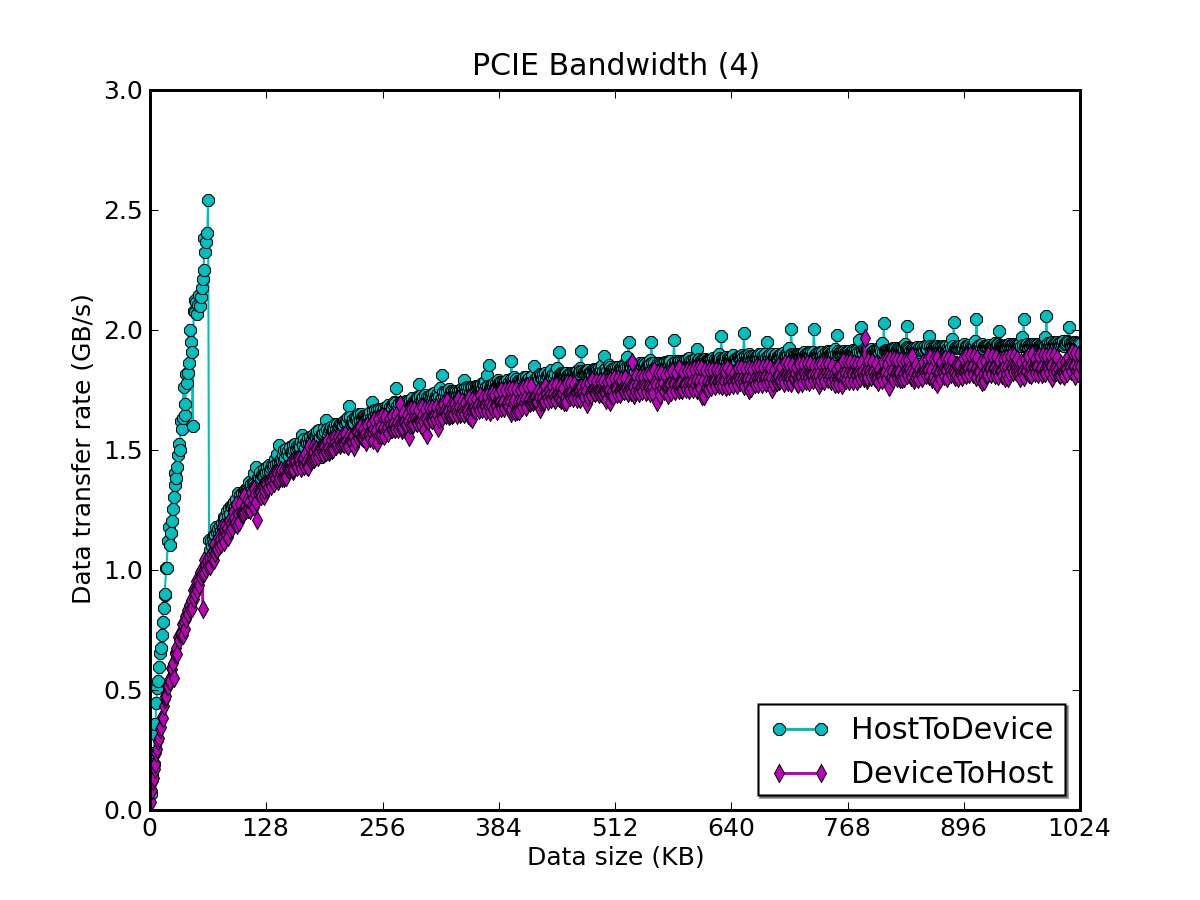 PCIE Bandwidth (4)
3.0
2.5
2.0
1.5
1.0
0.5
0.0
Data transfer rate (GB/s)
0 128 256 384 512 640 768 896 1024
Data size (KB)
HostToDevice
DeviceToHost